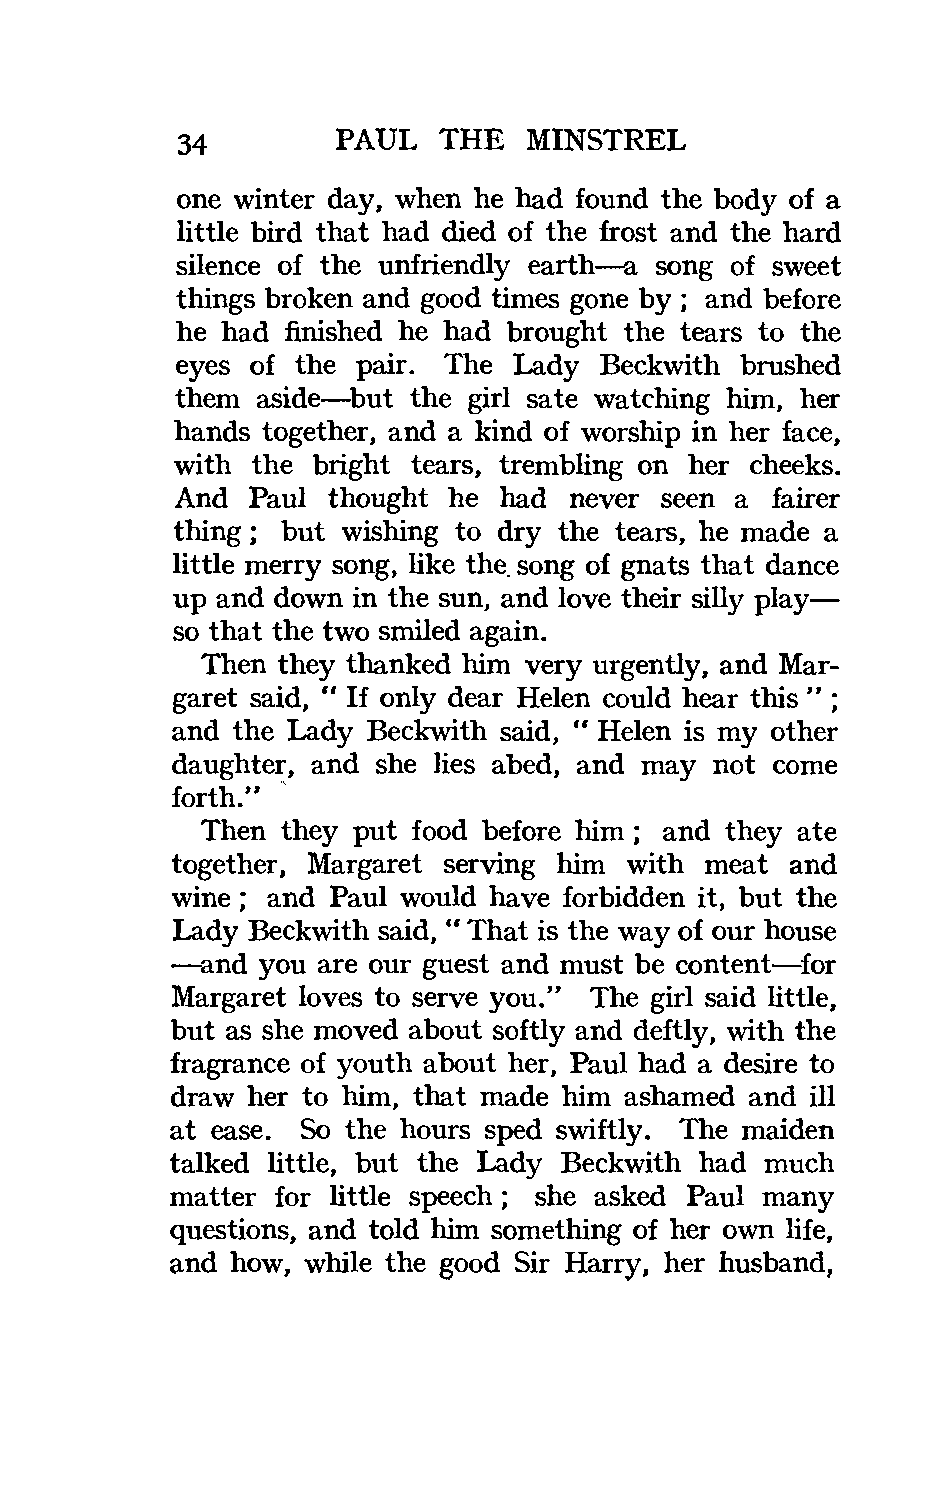 34 PAUL THE MINSTREL
one winter day, when he had found the body of a
little bird that had died of the frost and the hard
silence of the unfriendly earth—a song of sweet
things broken and good times gone by ; and before
he had finished he had brought the tears to the
eyes of the pair. The Lady Beckwith brushed
them aside—but the girl sate watching him, her
hands together, and a kind of worship in her face,
with the bright tears, trembling on her cheeks.
And Paul thought he had never seen a fairer
thing ; but wishing to dry the tears, he made a
little merry song, like the song of gnats that dance
up and down in the sun, and love their silly play—
so that the two smiled again.
Then they thanked him very urgently, and Mar-
garet said, " If only dear Helen could hear this " ;
and the Lady Beckwith said, " Helen is my other
daughter, and she lies abed, and may not come
forth."
Then they put food before him ; and they ate
together, Margaret serving him with meat and
wine ; and Paul would have forbidden it, but the
Lady Beckwith said, " That is the way of our house
—and you are our guest and must be content—for
Margaret loves to serve you." The girl said little,
but as she moved about softly and deftly, with the
fragrance of youth about her, Paul had a desire to
draw her to him, that made him ashamed and ill
at ease. So the hours sped swiftly. The maiden
talked little, but the Lady Beckwith had much
matter for little speech ; she asked Paul many
questions, and told him something of her own life,
and how, while the good Sir Harry, her husband,